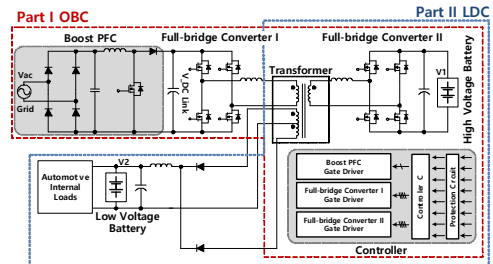 Part I OBC
Part II LDC
Boost PFC
Full-bridge Converter I
Full-bridge Converter II
Transformer
Vac
Grid
V_DC Link
V1
High Voltage Battery
V2
Automotive
Internal
Loads
Low Voltage
Battery
Boost PFC
Gate Driver
Full-bridge Converter I
Gate Driver
Full-bridge Converter II
Gate Driver
Controller C
Protection Circuit
Controller